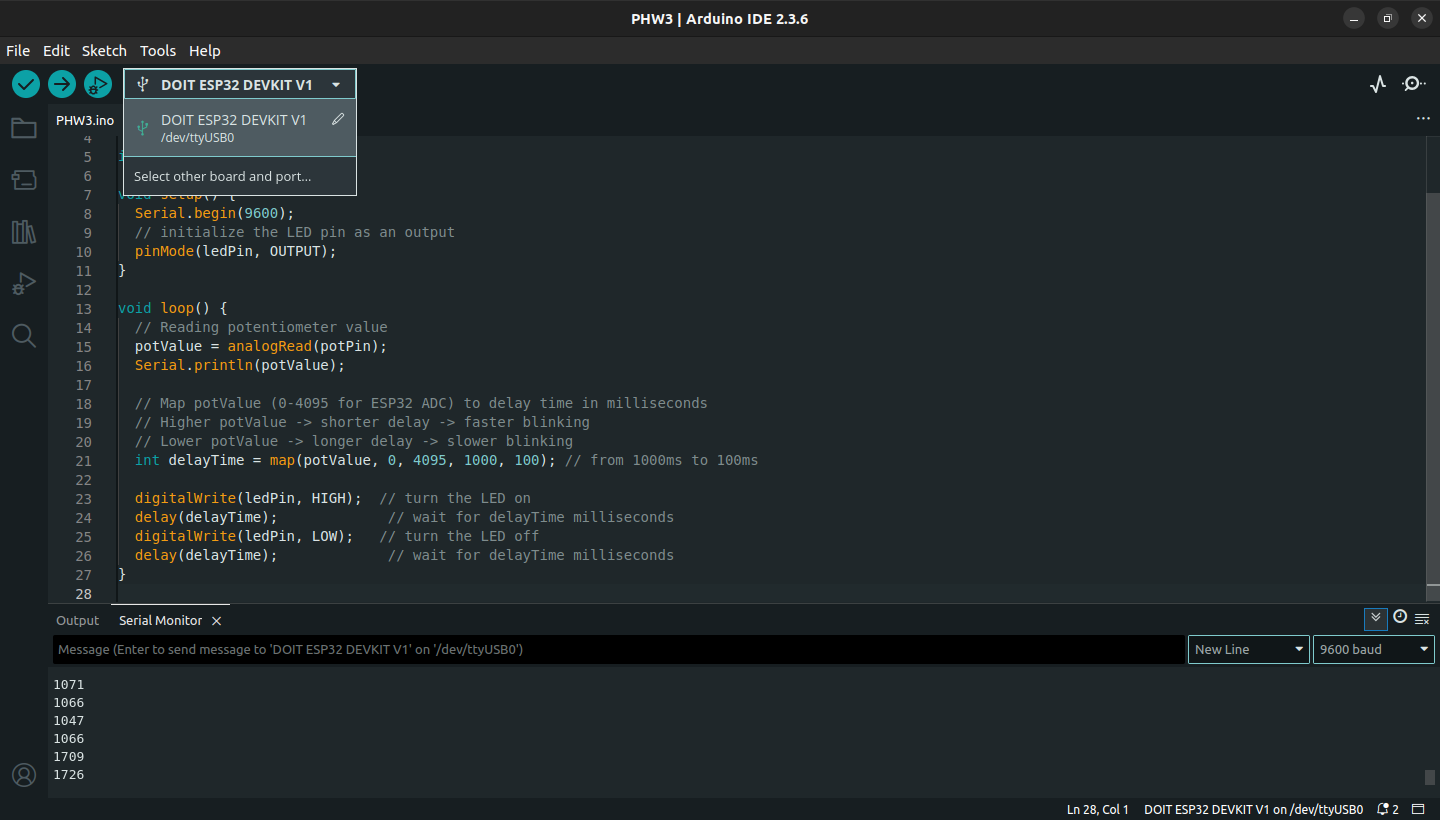 PHW3 | Arduino IDE 2.3.6
File Edit Sketch Tools Help
DOIT ESP32 DEVKIT V1
DOIT ESP32 DEVKIT V1
/dev/ttyUSB0
Select other board and port...
PHW3.ino
4
5
6
7 void setup() {
8 Serial.begin(9600);
9 // initialize the LED pin as an output
10 pinMode(ledPin, OUTPUT);
11 }
12
13 void loop() {
14 // Reading potentiometer value
15 potValue = analogRead(potPin);
16 Serial.println(potValue);
17
18 // Map potValue (0-4095 for ESP32 ADC) to delay time in milliseconds
19 // Higher potValue -> shorter delay -> faster blinking
20 // Lower potValue -> longer delay -> slower blinking
21 int delayTime = map(potValue, 0, 4095, 1000, 100); // from 1000ms to 100ms
22
23 digitalWrite(ledPin, HIGH); // turn the LED on
24 delay(delayTime); // wait for delayTime milliseconds
25 digitalWrite(ledPin, LOW); // turn the LED off
26 delay(delayTime); // wait for delayTime milliseconds
27 }
28
Output Serial Monitor
Message (Enter to send message to 'DOIT ESP32 DEVKIT V1' on '/dev/ttyUSB0') New Line 9600 baud
1071
1066
1047
1066
1709
1726
Ln 28, Col 1 DOIT ESP32 DEVKIT V1 on /dev/ttyUSB0 2